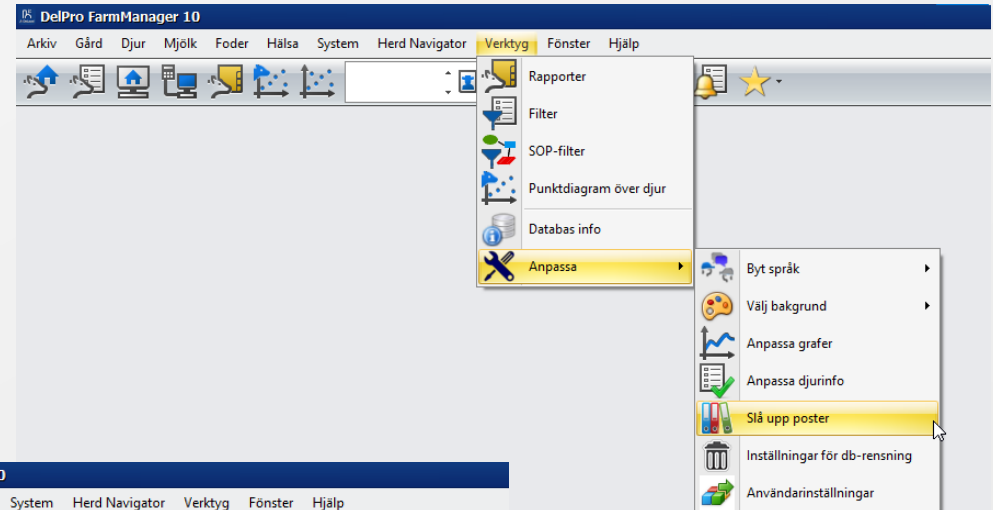 DelPro FarmManager 10
Arkiv Gård Djur Mjölk Foder Hälsa System Herd Navigator Verktyg Fönster Hjälp
Rapporter
Filter
SOP-filter
Punktdiagram över djur
Databas info
Anpassa
Byt språk
Välj bakgrund
Anpassa grafer
Anpassa djurinfo
Slå upp poster
Inställningar för db-rensning
Användarinställningar
0
System Herd Navigator Verktyg Fönster Hjälp